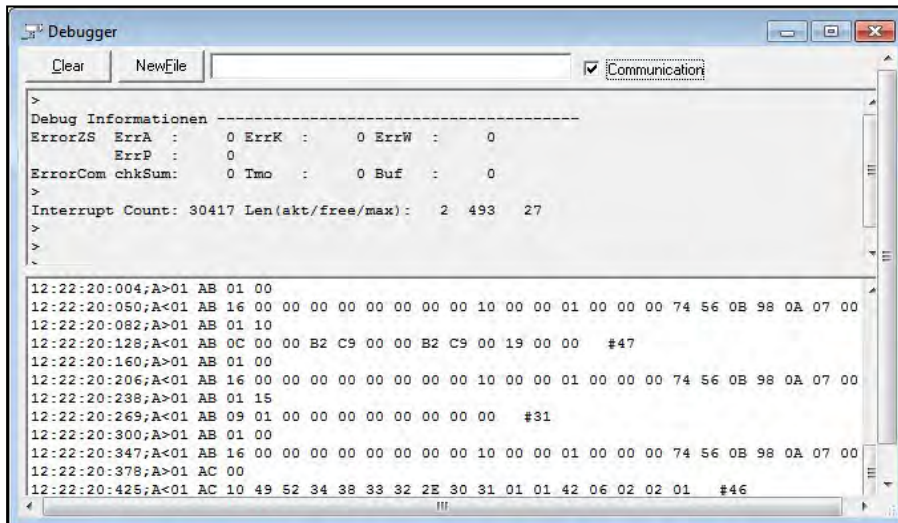 Debugger
Clear NewFile Communication
>
Debug Informationen ----------------------------------------
ErrorZS ErrA : 0 ErrK : 0 ErrW : 0
ErrP : 0
ErrorCom chkSum: 0 Tmo : 0 Buf : 0
>
Interrupt Count: 30417 Len(akt/free/max): 2 493 27
>
>
12:22:20:004;A>01 AB 01 00
12:22:20:050;A<01 AB 16 00 00 00 00 00 00 00 00 10 00 00 01 00 00 00 74 56 0B 98 0A 07 00
12:22:20:082;A>01 AB 01 10
12:22:20:128;A<01 AB 0C 00 00 B2 C9 00 00 B2 C9 00 19 00 00 #47
12:22:20:160;A>01 AB 01 00
12:22:20:206;A<01 AB 16 00 00 00 00 00 00 00 00 10 00 00 01 00 00 00 74 56 0B 98 0A 07 00
12:22:20:238;A>01 AB 01 15
12:22:20:269;A<01 AB 09 01 00 00 00 00 00 00 00 00 #31
12:22:20:300;A>01 AB 01 00
12:22:20:347;A<01 AB 16 00 00 00 00 00 00 00 00 10 00 00 01 00 00 00 74 56 0B 98 0A 07 00
12:22:20:378;A>01 AC 00
12:22:20:425;A<01 AC 10 49 52 34 38 33 32 2E 30 31 01 01 42 06 02 02 01 #46